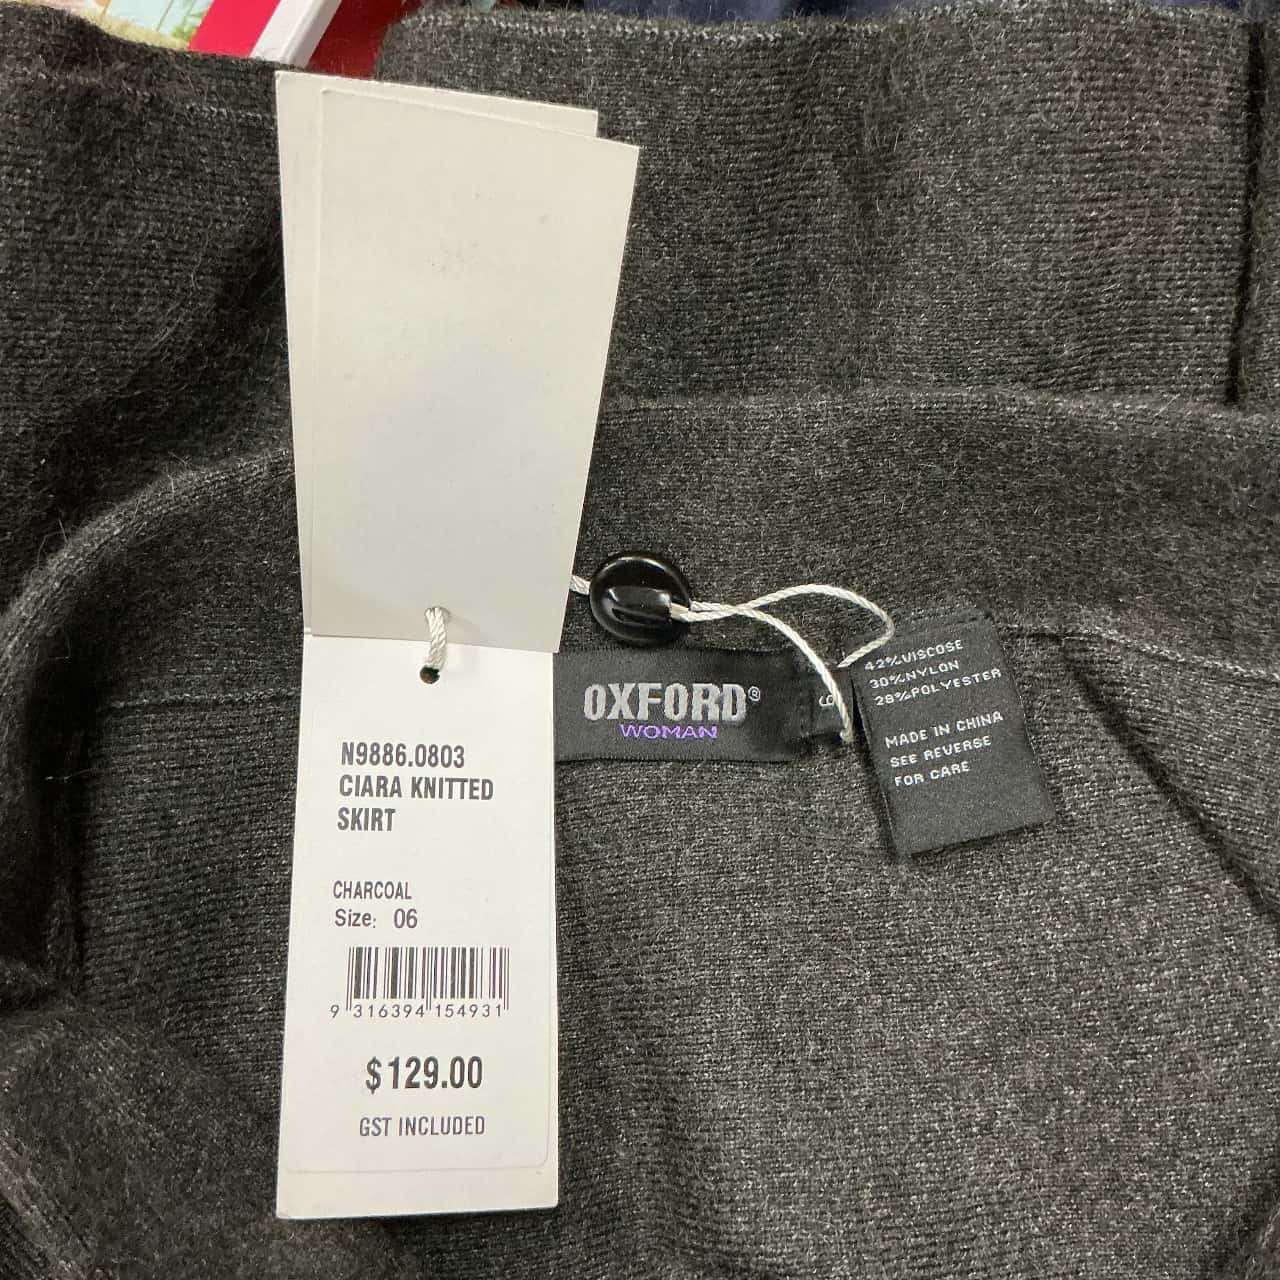 N9886.0803
CIARA KNITTED
SKIRT
CHARCOAL
Size: 06
9 316394 154931
$129.00
GST INCLUDED
OXFORD®
WOMAN
6
42%VISCOSE
30%NYLON
28%POLYESTER
MADE IN CHINA
SEE REVERSE
FOR CARE